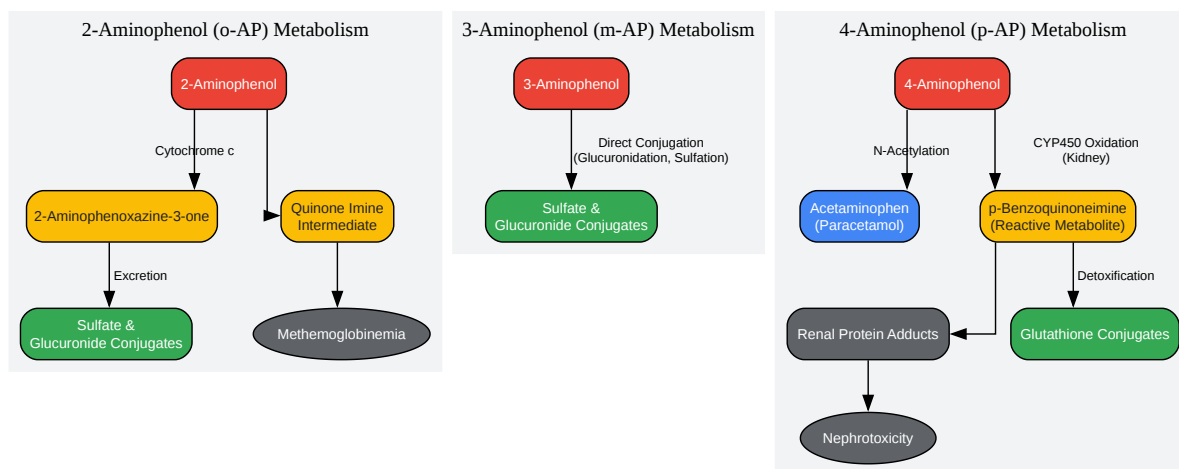 2-Aminophenol (o-AP) Metabolism
2-Aminophenol
Cytochrome c
2-Aminophenoxazine-3-one
Quinone Imine
Intermediate
Excretion
Sulfate &
Glucuronide Conjugates
Methemoglobinemia
3-Aminophenol (m-AP) Metabolism
3-Aminophenol
Direct Conjugation
(Glucuronidation, Sulfation)
Sulfate &
Glucuronide Conjugates
4-Aminophenol (p-AP) Metabolism
4-Aminophenol
N-Acetylation
CYP450 Oxidation
(Kidney)
Acetaminophen
(Paracetamol)
p-Benzoquinoneimine
(Reactive Metabolite)
Detoxification
Renal Protein Adducts
Glutathione Conjugates
Nephrotoxicity